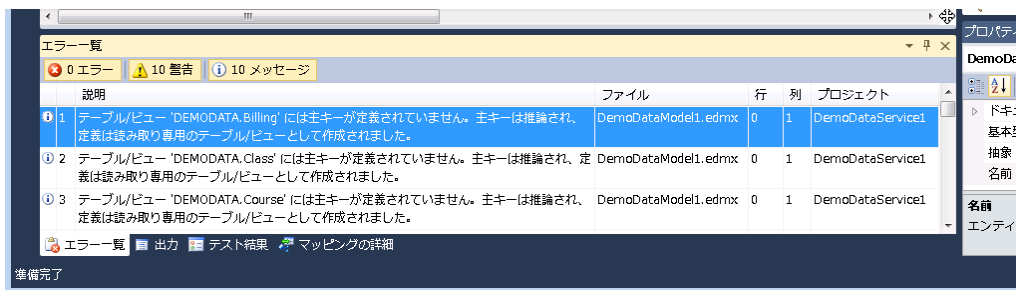 エラー一覧
0 エラー 10 警告 10 メッセージ
説明 ファイル 行 列 プロジェクト
1 テーブル/ビュー 'DEMODATA.Billing' には主キーが定義されていません。主キーは推論され、 DemoDataModel1.edmx 0 1 DemoDataService1
定義は読み取り専用のテーブル/ビューとして作成されました。
2 テーブル/ビュー 'DEMODATA.Class' には主キーが定義されていません。主キーは推論され、定 DemoDataModel1.edmx 0 1 DemoDataService1
義は読み取り専用のテーブル/ビューとして作成されました。
3 テーブル/ビュー 'DEMODATA.Course' には主キーが定義されていません。主キーは推論され、 DemoDataModel1.edmx 0 1 DemoDataService1
定義は読み取り専用のテーブル/ビューとして作成されました。
エラー一覧 出力 テスト結果 マッピングの詳細
準備完了
プロパティ
DemoDa
ドキュ
基本型
抽象
名前
名前
エンティ